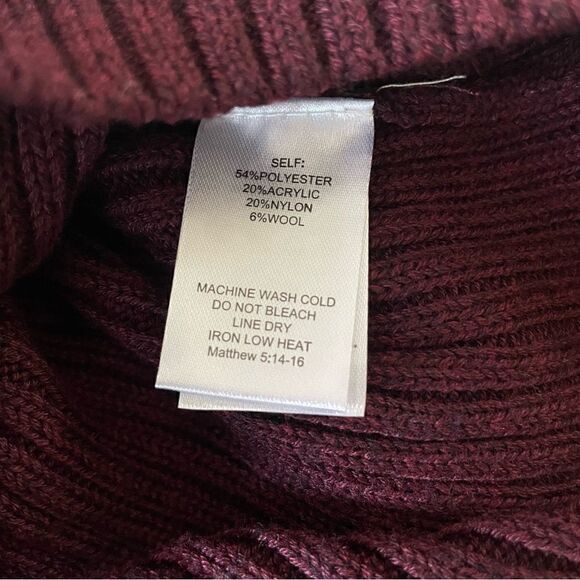 SELF:
54%POLYESTER
20%ACRYLIC
20%NYLON
6%WOOL
MACHINE WASH COLD
DO NOT BLEACH
LINE DRY
IRON LOW HEAT
Matthew 5:14-16